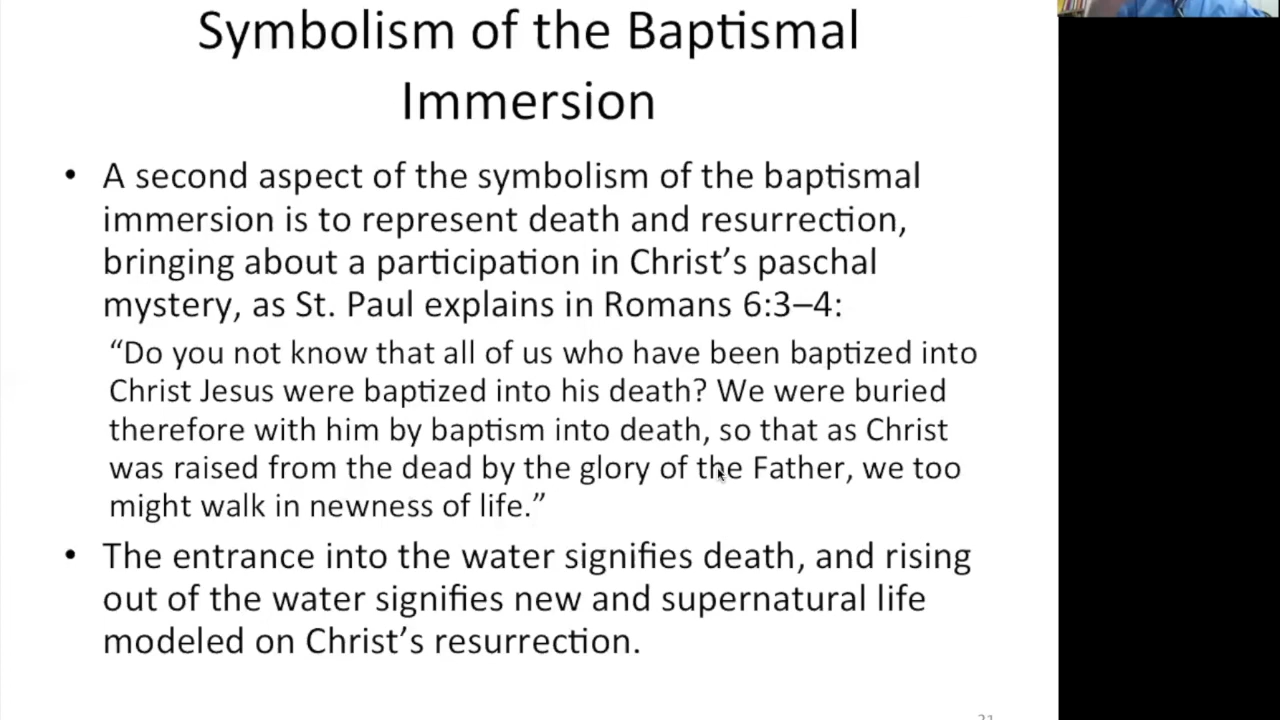 Symbolism of the Baptismal
Immersion
• A second aspect of the symbolism of the baptismal
immersion is to represent death and resurrection,
bringing about a participation in Christ’s paschal
mystery, as St. Paul explains in Romans 6:3–4:
“Do you not know that all of us who have been baptized into
Christ Jesus were baptized into his death? We were buried
therefore with him by baptism into death, so that as Christ
was raised from the dead by the glory of the Father, we too
might walk in newness of life.”
• The entrance into the water signifies death, and rising
out of the water signifies new and supernatural life
modeled on Christ’s resurrection.